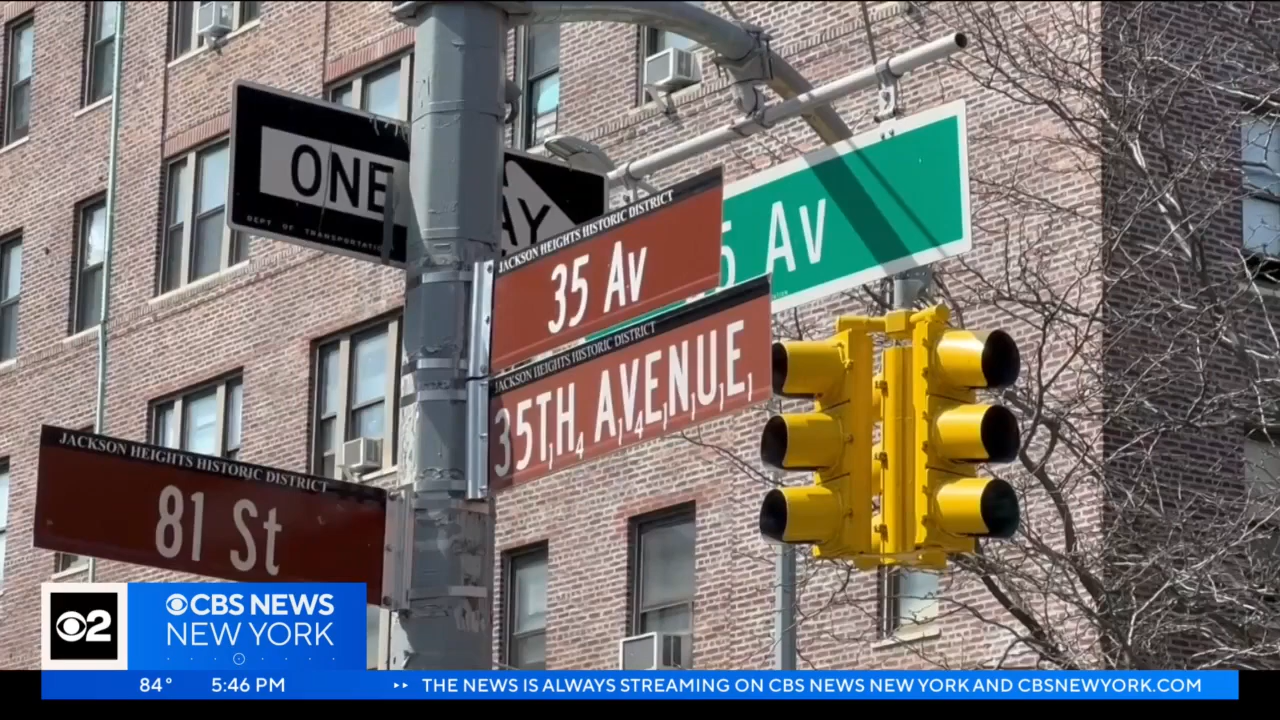 ONE
AY
DEPT OF TRANSPORTATION
JACKSON HEIGHTS HISTORIC DISTRICT
35 Av
5 Av
JACKSON HEIGHTS HISTORIC DISTRICT
35TH₄ A₁V₄E₁N₁U₁E₁
JACKSON HEIGHTS HISTORIC DISTRICT
81 St
2
CBS NEWS
NEW YORK
84° 5:46 PM ▸▸ THE NEWS IS ALWAYS STREAMING ON CBS NEWS NEW YORK AND CBSNEWYORK.COM